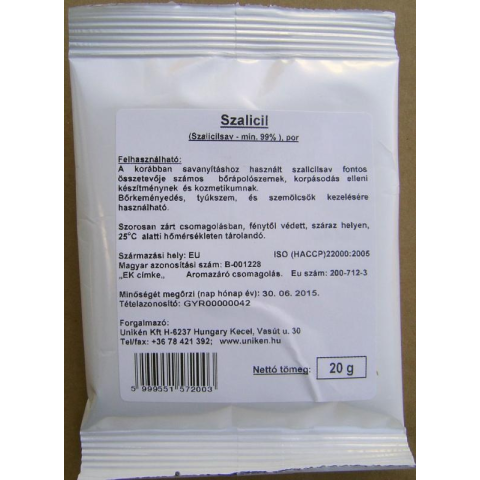 Szalicil
(Szalicilsav - min. 99% ), por
Felhasználható:
A korábban savanyításhoz használt szalicilsav fontos
összetevője számos bőrápolószernek, korpásodás elleni
készítménynek és kozmetikumnak.
Bőrkeményedés, tyúkszem, és szemölcsök kezelésére
használható.
Szorosan zárt csomagolásban, fénytől védett, száraz helyen,
25°C alatti hőmérsékleten tárolandó.
Származási hely: EU ISO (HACCP)22000:2005
Magyar azonosítási szám: B-001228
„EK címke„ Aromazáró csomagolás. Eu szám: 200-712-3
Minőségét megőrzi (nap hónap év): 30. 06. 2015.
Tételazonosító: GYR00000042
Forgalmazó:
Unikén Kft H-6237 Hungary Kecel, Vasút u. 30
Tel/fax: +36 78 421 392; www.uniken.hu
Nettó tömeg: 20 g
5 999551 572003